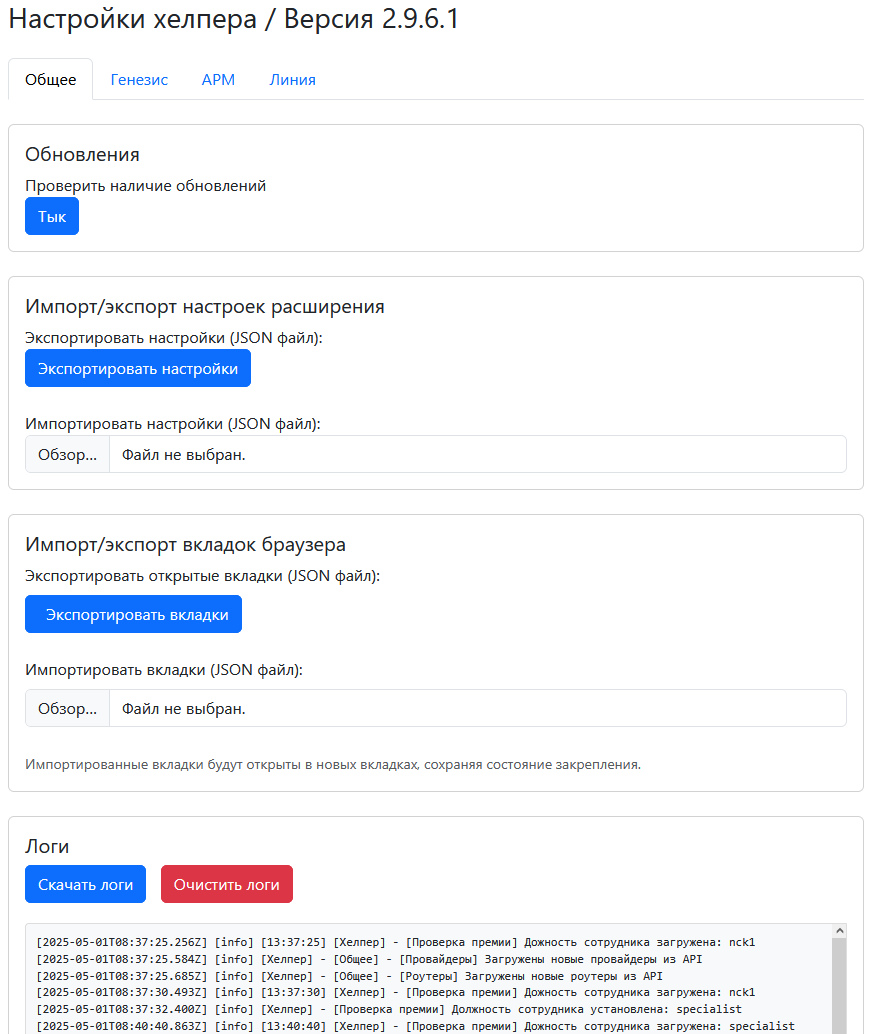 Настройки хелпера / Версия 2.9.6.1
Общее Генезис АРМ Линия
Обновления
Проверить наличие обновлений
Тык
Импорт/экспорт настроек расширения
Экспортировать настройки (JSON файл):
Экспортировать настройки
Импортировать настройки (JSON файл):
Обзор... Файл не выбран.
Импорт/экспорт вкладок браузера
Экспортировать открытые вкладки (JSON файл):
Экспортировать вкладки
Импортировать вкладки (JSON файл):
Обзор... Файл не выбран.
Импортированные вкладки будут открыты в новых вкладках, сохраняя состояние закрепления.
Логи
Скачать логи Очистить логи
[2025-05-01T08:37:25.256Z] [info] [13:37:25] [Хелпер] - [Проверка премии] Дожность сотрудника загружена: nck1
[2025-05-01T08:37:25.584Z] [info] [Хелпер] - [Общее] - [Провайдеры] Загружены новые провайдеры из API
[2025-05-01T08:37:25.685Z] [info] [Хелпер] - [Общее] - [Роутеры] Загружены новые роутеры из API
[2025-05-01T08:37:30.493Z] [info] [13:37:30] [Хелпер] - [Проверка премии] Дожность сотрудника загружена: nck1
[2025-05-01T08:37:32.400Z] [info] [Хелпер] - [Проверка премии] Должность сотрудника установлена: specialist
[2025-05-01T08:40:40.863Z] [info] [13:40:40] [Хелпер] - [Проверка премии] Дожность сотрудника загружена: specialist